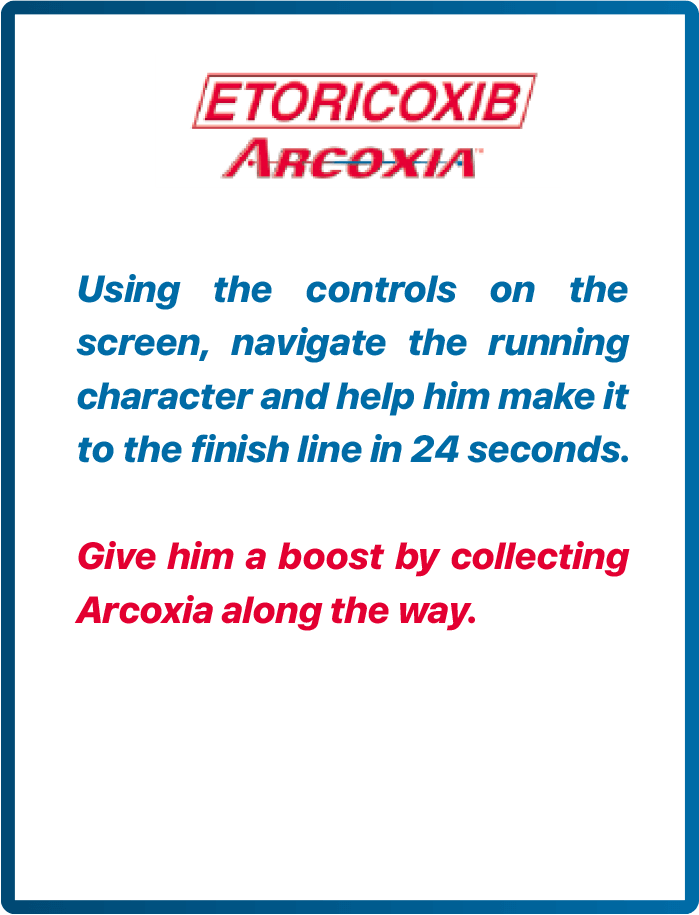 ETORICOXIB
ARCOXIA™
Using the controls on the
screen, navigate the running
character and help him make it
to the finish line in 24 seconds.
Give him a boost by collecting
Arcoxia along the way.